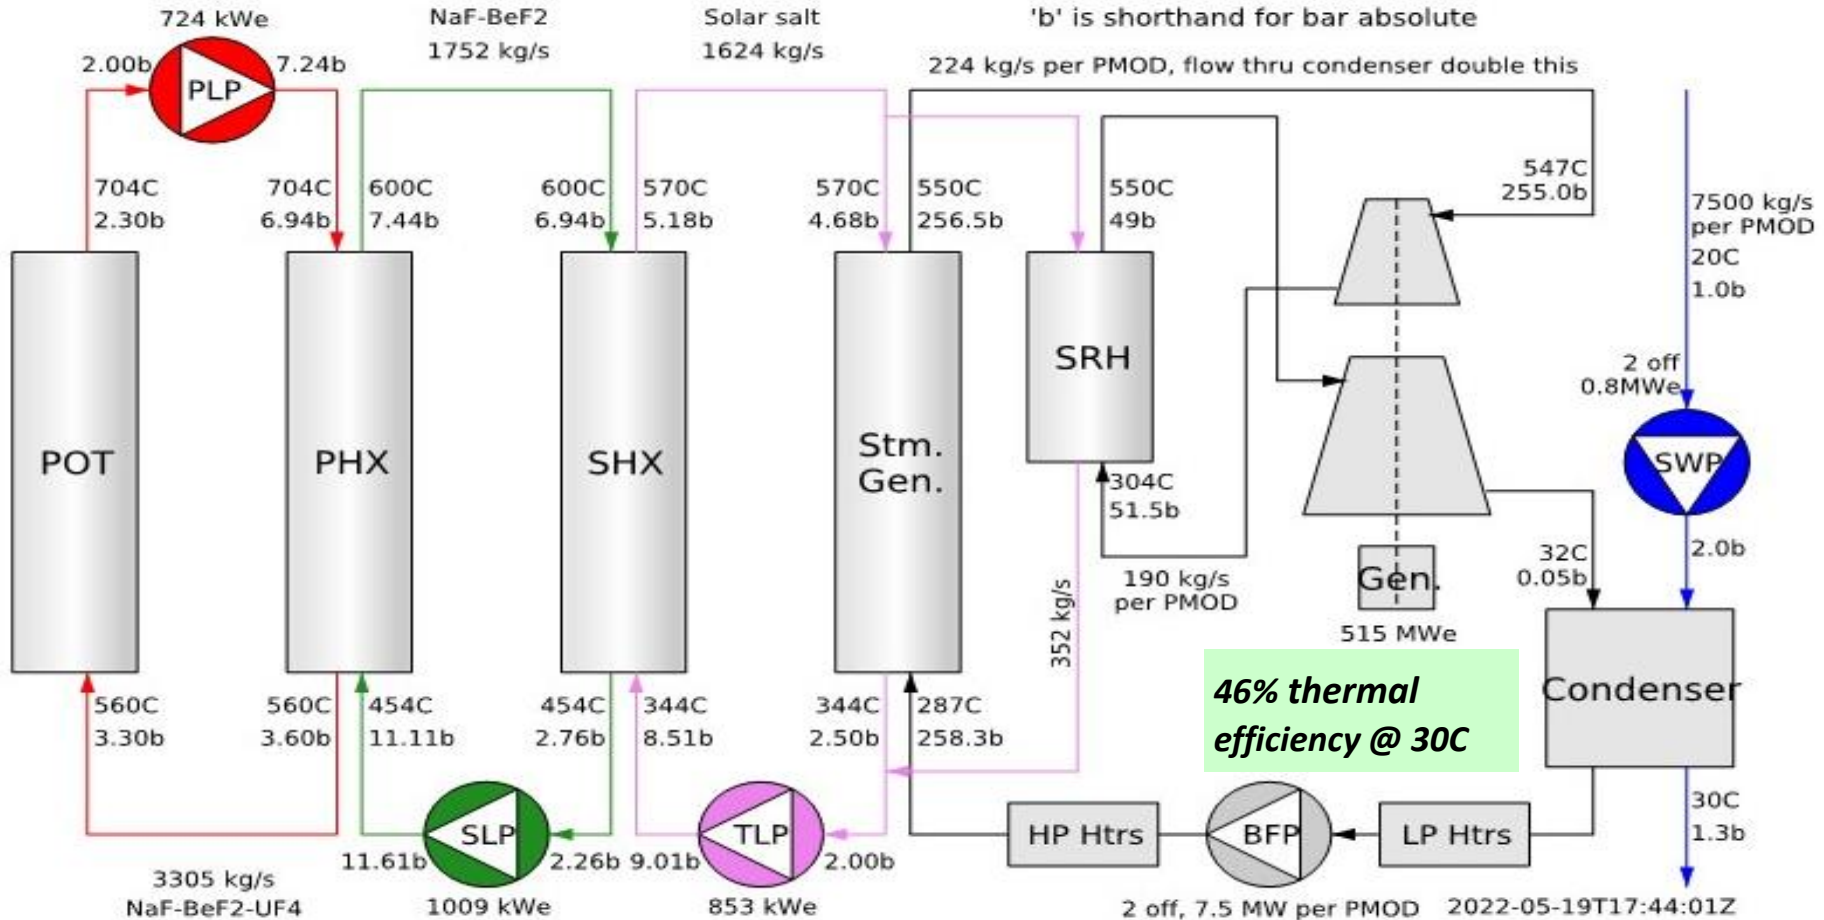 724 kWe
NaF-BeF2
1752 kg/s
Solar salt
1624 kg/s
'b' is shorthand for bar absolute
224 kg/s per PMOD, flow thru condenser double this
2.00b
PLP
7.24b
704C
2.30b
704C
6.94b
600C
7.44b
600C
6.94b
570C
5.18b
570C
4.68b
550C
256.5b
550C
49b
547C
255.0b
7500 kg/s
per PMOD
20C
1.0b
2 off
0.8MWe
POT
PHX
SHX
Stm.
Gen.
SRH
SWP
304C
51.5b
190 kg/s
per PMOD
352 kg/s
Gen.
515 MWe
32C
0.05b
2.0b
Condenser
46% thermal
efficiency @ 30C
560C
3.30b
560C
3.60b
454C
11.11b
454C
2.76b
344C
8.51b
344C
2.50b
287C
258.3b
30C
1.3b
11.61b
SLP
2.26b
9.01b
TLP
2.00b
HP Htrs
BFP
LP Htrs
3305 kg/s
NaF-BeF2-UF4
1009 kWe
853 kWe
2 off, 7.5 MW per PMOD
2022-05-19T17:44:01Z